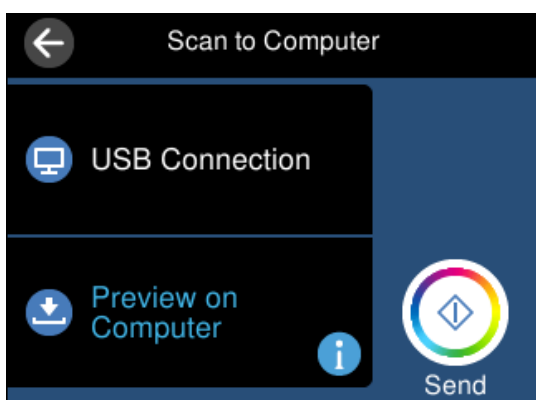 Scan to Computer
USB Connection
Preview on
Computer
i
Send